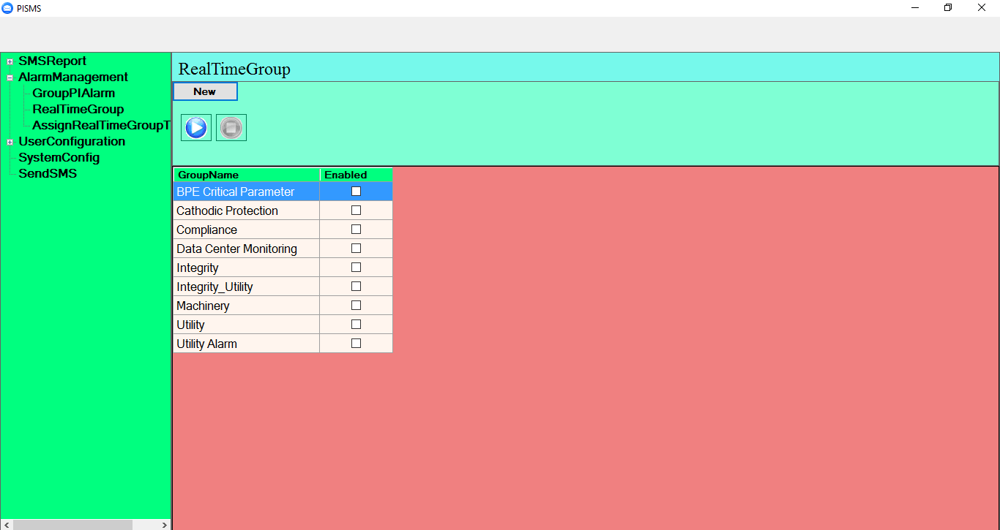 PISMS
SMSReport
AlarmManagement
GroupPIAlarm
RealTimeGroup
AssignRealTimeGroupT
UserConfiguration
SystemConfig
SendSMS
RealTimeGroup
New
GroupName Enabled
BPE Critical Parameter
Cathodic Protection
Compliance
Data Center Monitoring
Integrity
Integrity_Utility
Machinery
Utility
Utility Alarm